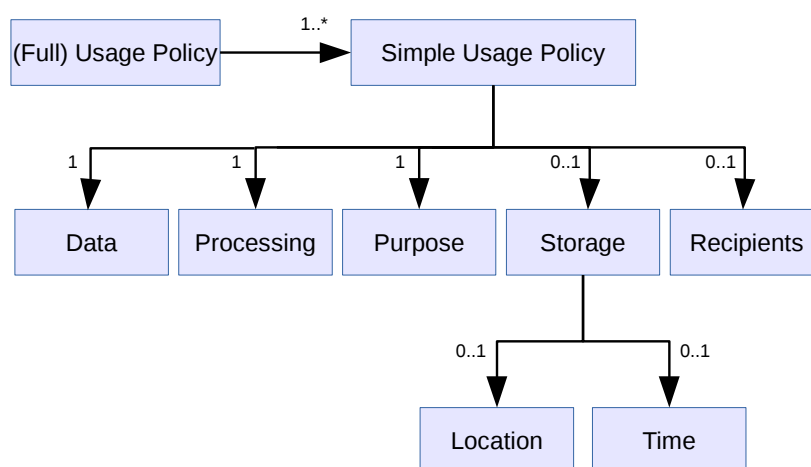 1..*
(Full) Usage Policy
Simple Usage Policy
1
1
1
0..1
0..1
Data
Processing
Purpose
Storage
Recipients
0..1
0..1
Location
Time